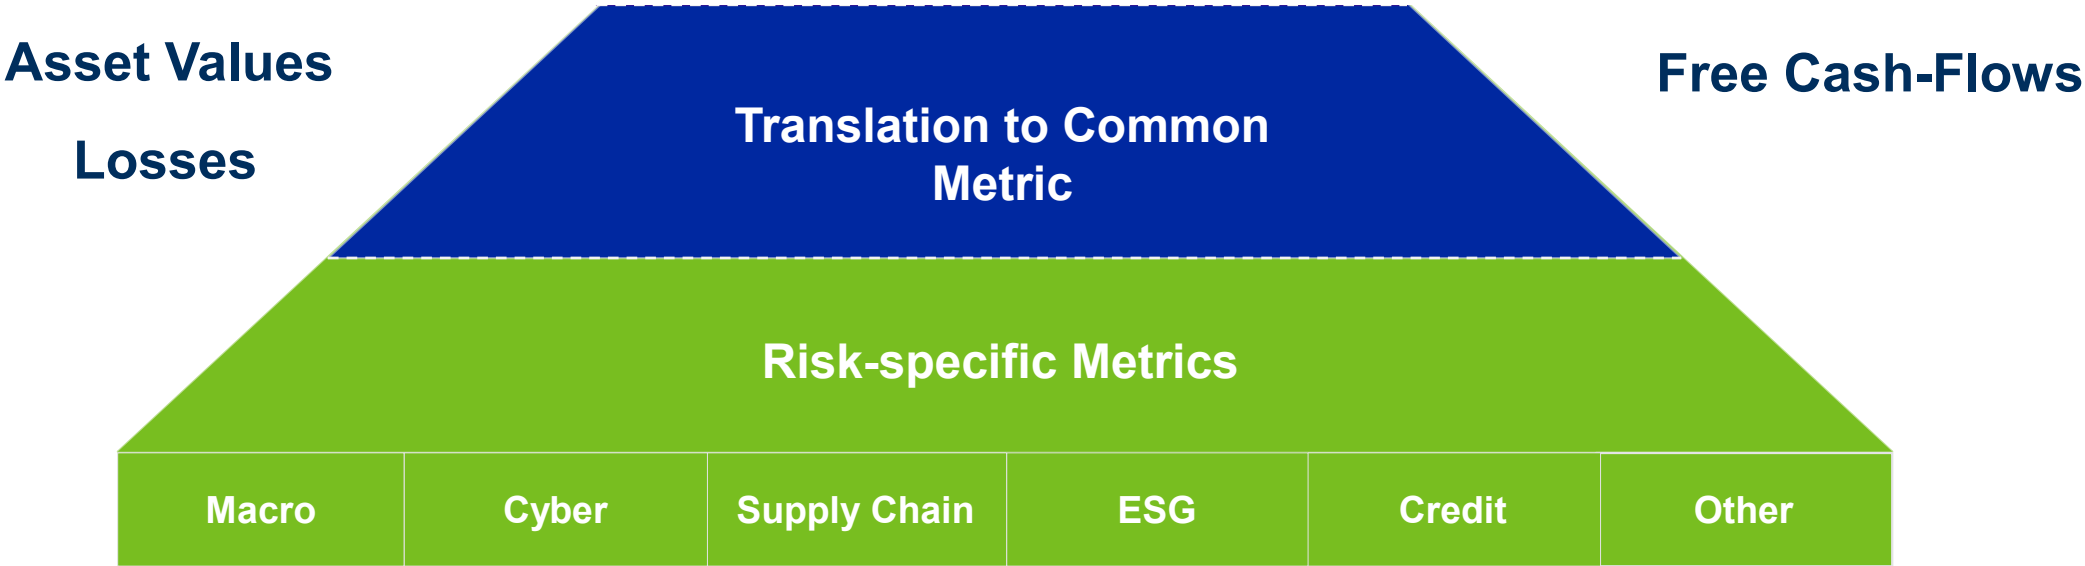 Asset Values
Losses
Free Cash-Flows
Translation to Common
Metric
Risk-specific Metrics
Macro
Cyber
Supply Chain
ESG
Credit
Other